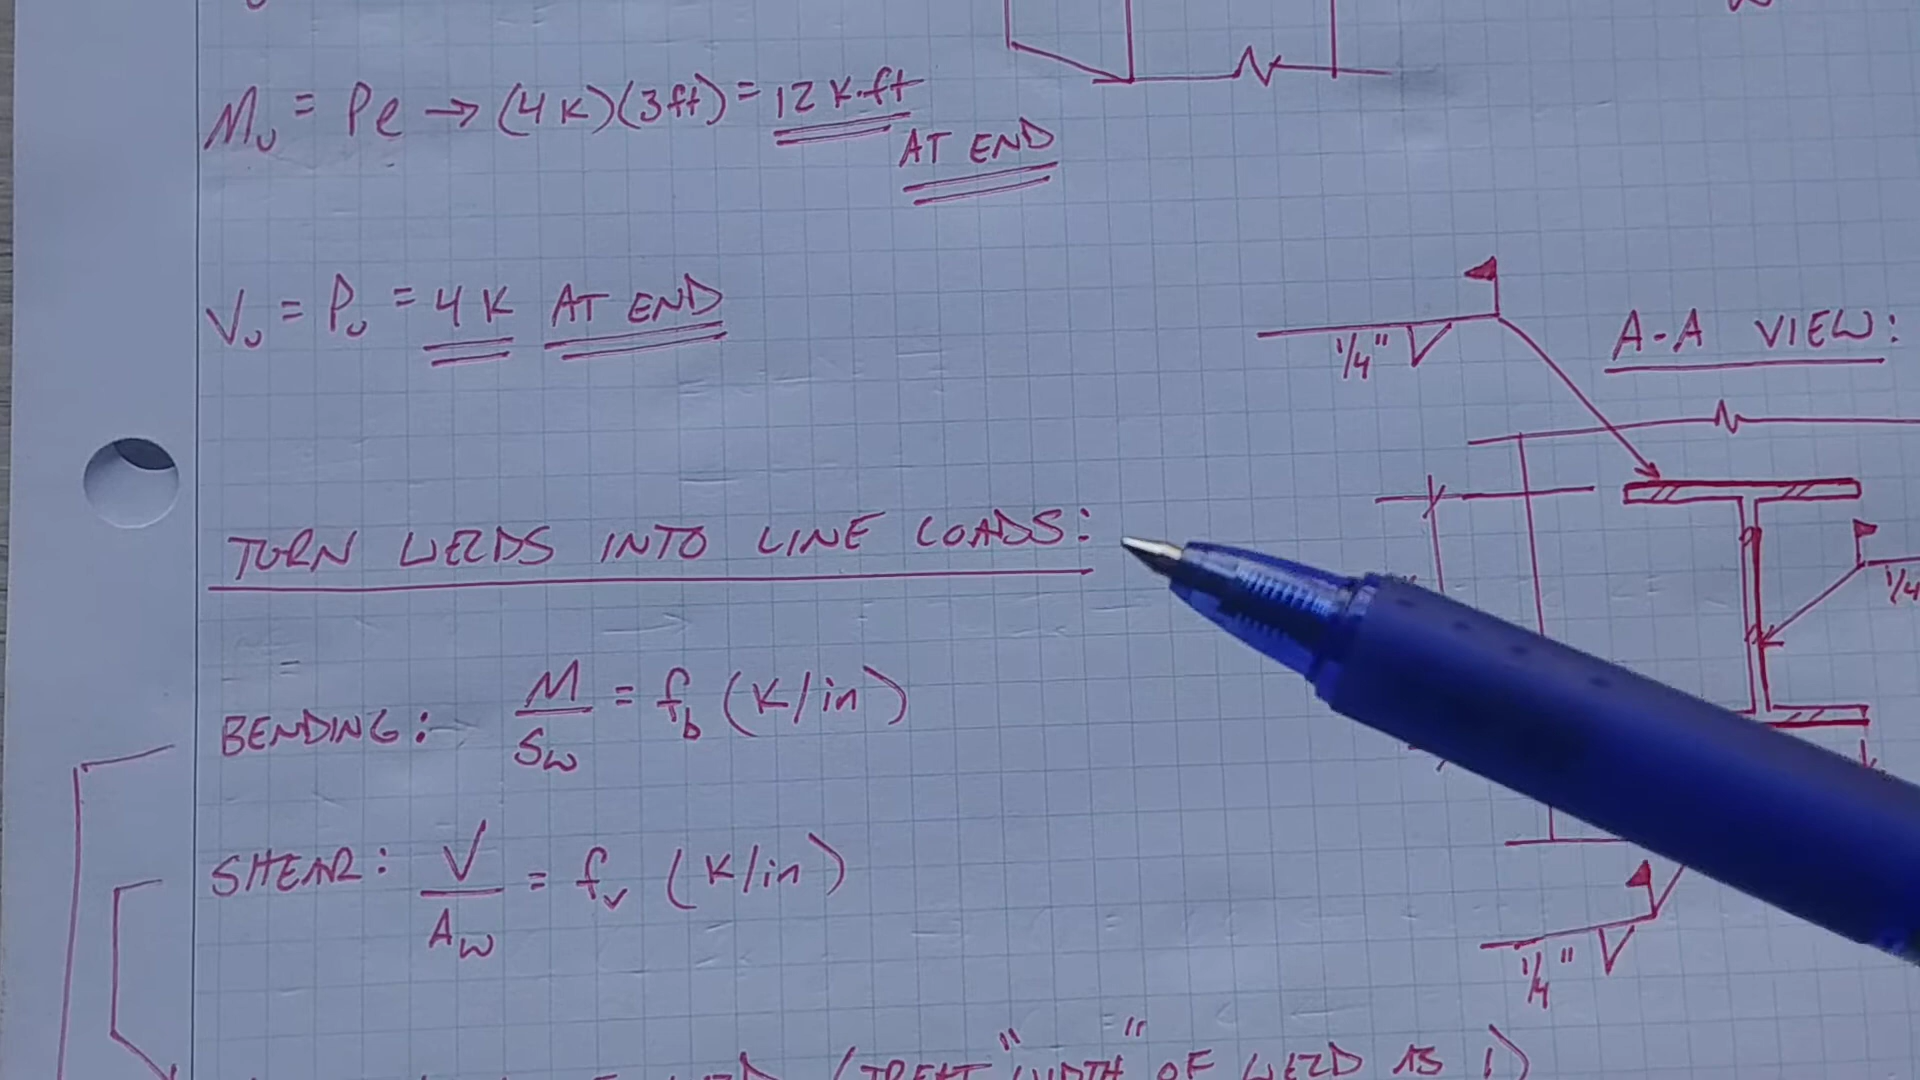 Mu = Pe → (4 K)(3 ft) = 12 K·ft
AT END
Vu = Pu = 4 K AT END
1/4"
A-A VIEW:
TURN WELDS INTO LINE LOADS:
1/4
BENDING: M/Sw = fb (K/in)
SHEAR: V/Aw = fv (K/in)
1/4"
(TREAT "WIDTH" OF WELD AS 1)